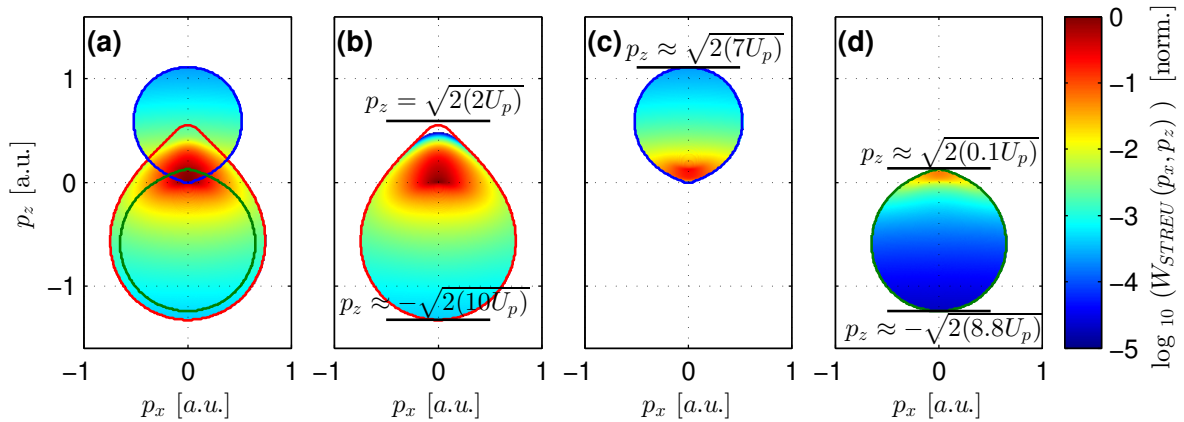 (a)
(b)
(c)
(d)
p_z = √2(2U_p)
p_z ≈ −√2(10U_p)
p_z ≈ √2(7U_p)
p_z ≈ √2(0.1U_p)
p_z ≈ −√2(8.8U_p)
1
0
−1
p_z [a.u.]
−1 0 1
−1 0 1
−1 0 1
−1 0 1
p_x [a.u.]
p_x [a.u.]
p_x [a.u.]
p_x [a.u.]
0
−1
−2
−3
−4
−5
log 10 (W_STREU (p_x, p_z)) [norm.]